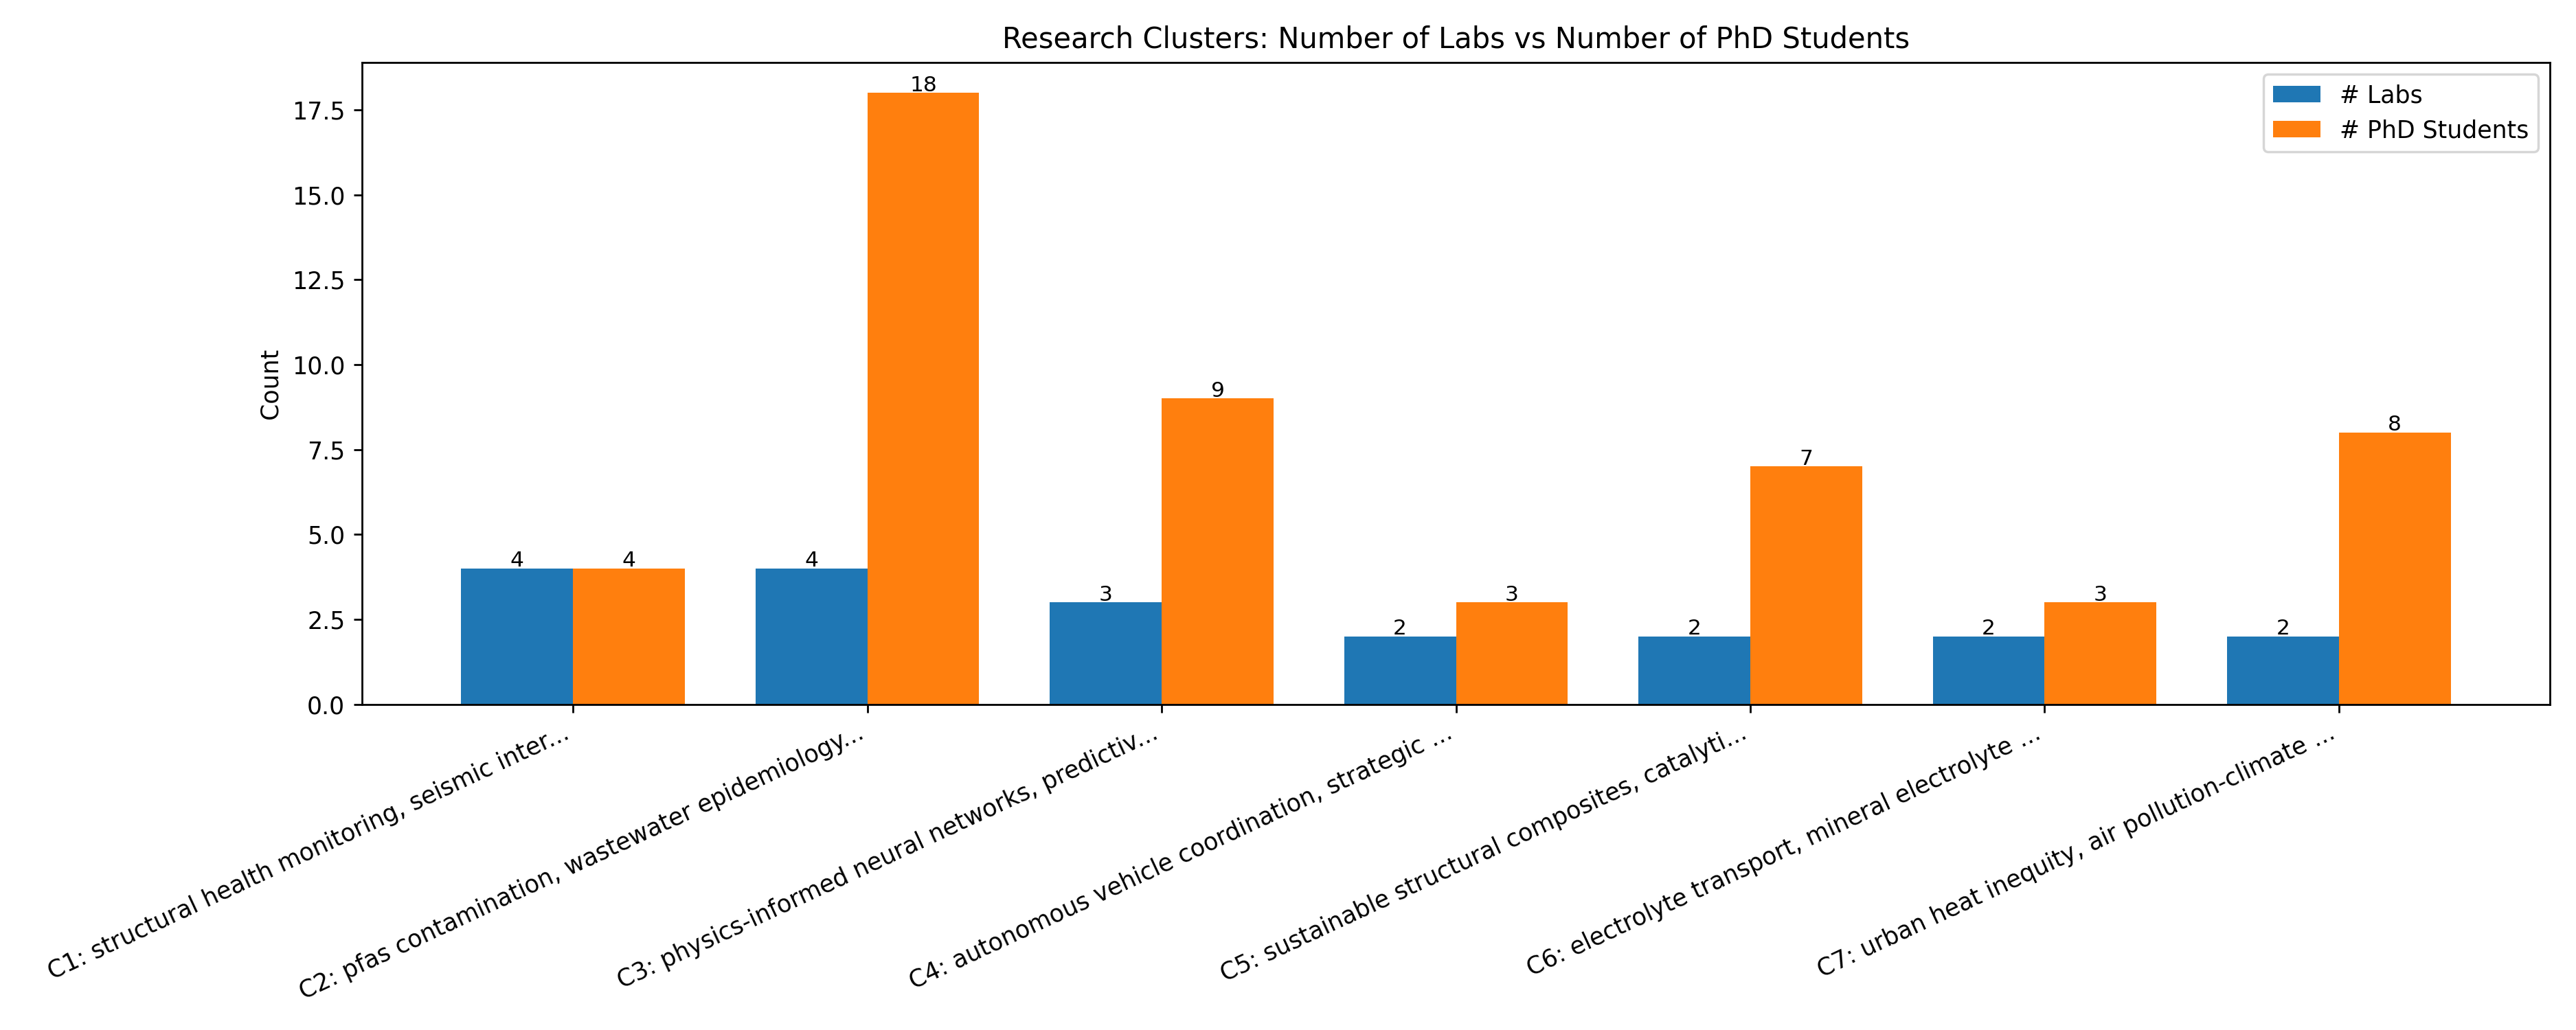 Research Clusters: Number of Labs vs Number of PhD Students
# Labs
# PhD Students
Count
17.5
15.0
12.5
10.0
7.5
5.0
2.5
0.0
4
4
4
18
3
9
2
3
2
7
2
3
2
8
C1: structural health monitoring, seismic inter...
C2: pfas contamination, wastewater epidemiology...
C3: physics-informed neural networks, predictiv...
C4: autonomous vehicle coordination, strategic ...
C5: sustainable structural composites, catalyti...
C6: electrolyte transport, mineral electrolyte ...
C7: urban heat inequity, air pollution-climate ...